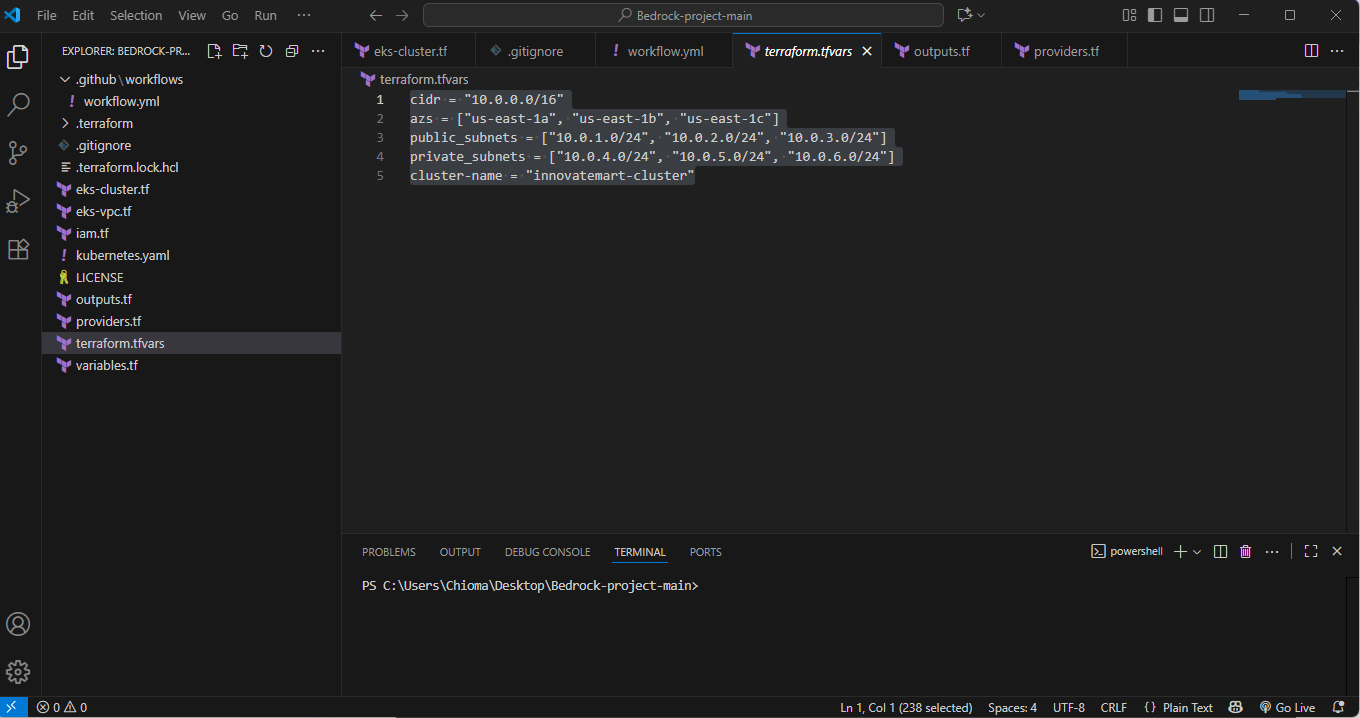 File Edit Selection View Go Run ···
Bedrock-project-main
EXPLORER: BEDROCK-PR...
.github\workflows
! workflow.yml
.terraform
.gitignore
.terraform.lock.hcl
eks-cluster.tf
eks-vpc.tf
iam.tf
! kubernetes.yaml
LICENSE
outputs.tf
providers.tf
terraform.tfvars
variables.tf
eks-cluster.tf .gitignore ! workflow.yml terraform.tfvars outputs.tf providers.tf
terraform.tfvars
1 cidr = "10.0.0.0/16"
2 azs = ["us-east-1a", "us-east-1b", "us-east-1c"]
3 public_subnets = ["10.0.1.0/24", "10.0.2.0/24", "10.0.3.0/24"]
4 private_subnets = ["10.0.4.0/24", "10.0.5.0/24", "10.0.6.0/24"]
5 cluster-name = "innovatemart-cluster"
PROBLEMS OUTPUT DEBUG CONSOLE TERMINAL PORTS
powershell
PS C:\Users\Chioma\Desktop\Bedrock-project-main>
0 0 Ln 1, Col 1 (238 selected) Spaces: 4 UTF-8 CRLF {} Plain Text Go Live